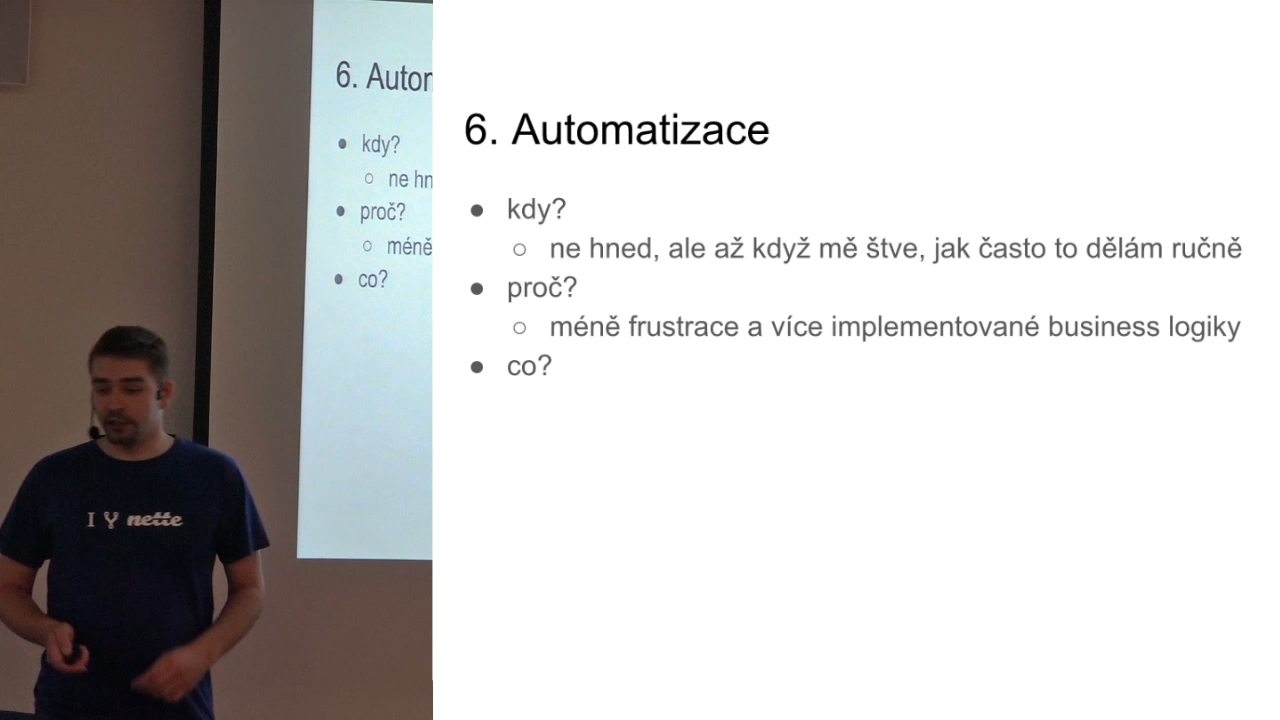 6. Autor
kdy?
ne hn
proč?
méně
co?
I nette
6. Automatizace
kdy?
ne hned, ale až když mě štve, jak často to dělám ručně
proč?
méně frustrace a více implementované business logiky
co?